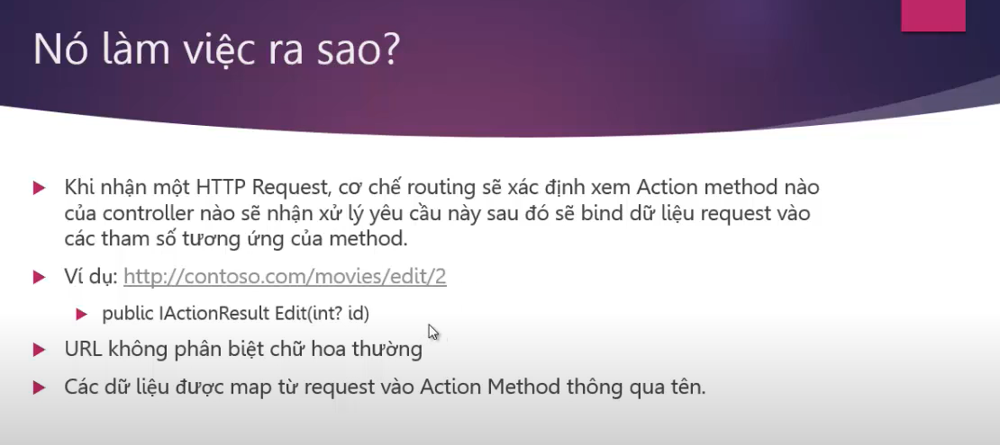 Nó làm việc ra sao?
Khi nhận một HTTP Request, cơ chế routing sẽ xác định xem Action method nào
của controller nào sẽ nhận xử lý yêu cầu này sau đó sẽ bind dữ liệu request vào
các tham số tương ứng của method.
Ví dụ: http://contoso.com/movies/edit/2
public IActionResult Edit(int? id)
URL không phân biệt chữ hoa thường
Các dữ liệu được map từ request vào Action Method thông qua tên.